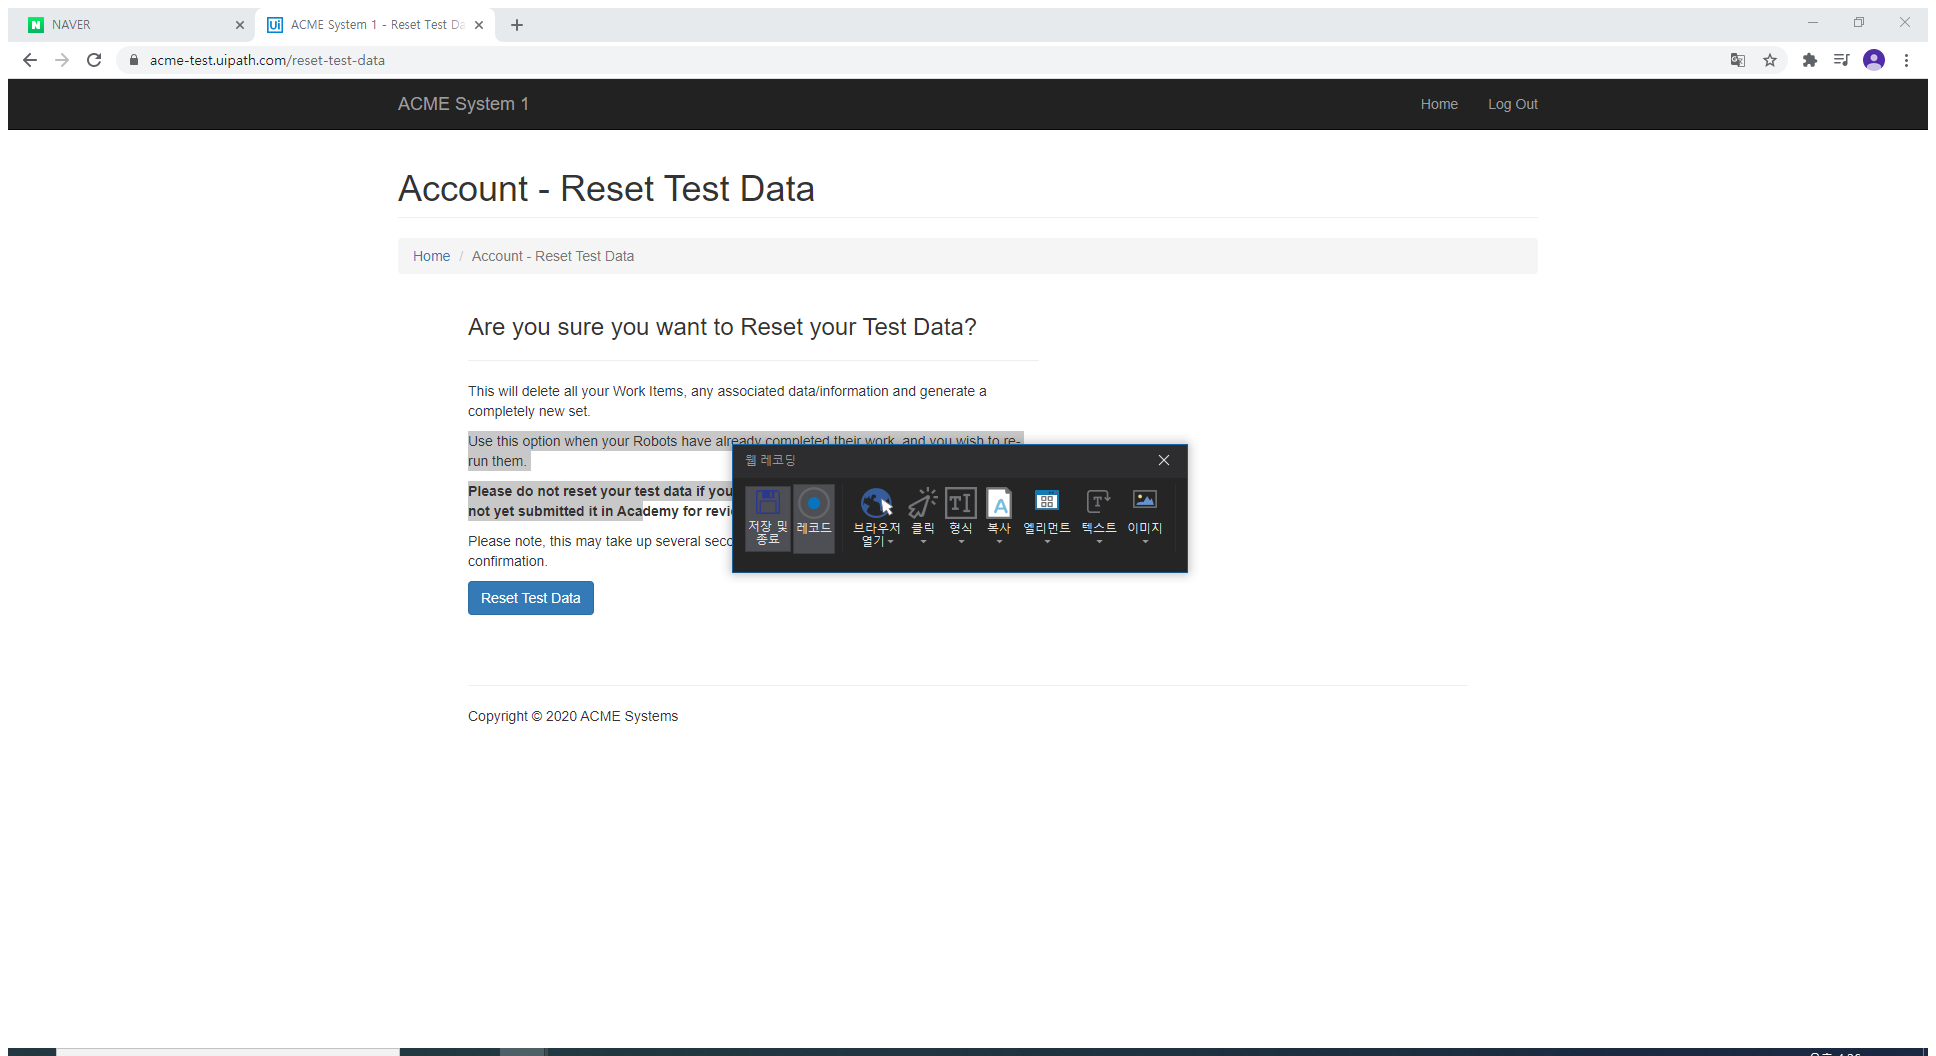 NAVER
ACME System 1 - Reset Test Da
acme-test.uipath.com/reset-test-data
ACME System 1
Home
Log Out
Account - Reset Test Data
Home / Account - Reset Test Data
Are you sure you want to Reset your Test Data?
This will delete all your Work Items, any associated data/information and generate a
completely new set.
Use this option when your Robots have already completed their work, and you wish to re-
run them.
Please do not reset your test data if you
not yet submitted it in Academy for revi
Please note, this may take up several seco
confirmation.
웹 레코딩
저장 및
종료
레코드
브라우저
열기
클릭
형식
복사
엘리먼트
텍스트
이미지
Reset Test Data
Copyright © 2020 ACME Systems